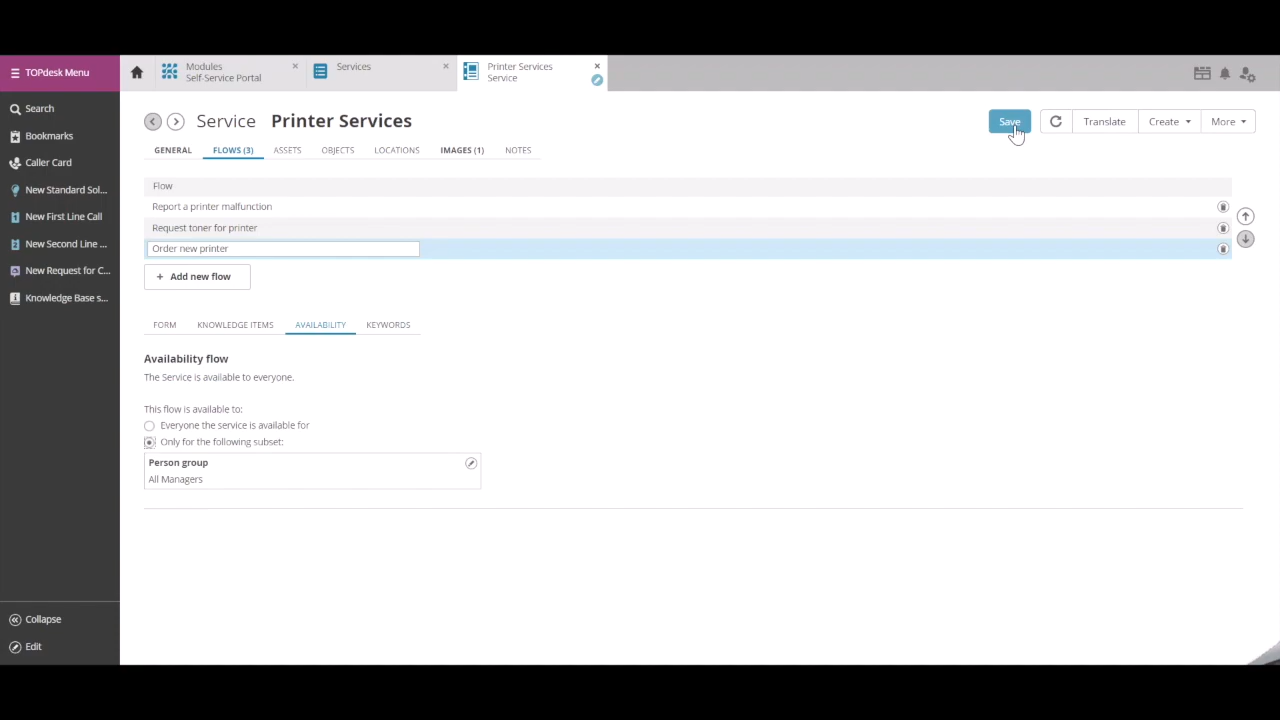 TOPdesk Menu
Modules
Self-Service Portal
Services
Printer Services
Service
Search
Bookmarks
Caller Card
New Standard Sol...
New First Line Call
New Second Line ...
New Request for C...
Knowledge Base s...
Collapse
Edit
Service Printer Services
Save
Translate
Create
More
GENERAL
FLOWS (3)
ASSETS
OBJECTS
LOCATIONS
IMAGES (1)
NOTES
Flow
Report a printer malfunction
Request toner for printer
Order new printer
+ Add new flow
FORM
KNOWLEDGE ITEMS
AVAILABILITY
KEYWORDS
Availability flow
The Service is available to everyone.
This flow is available to:
Everyone the service is available for
Only for the following subset:
Person group
All Managers